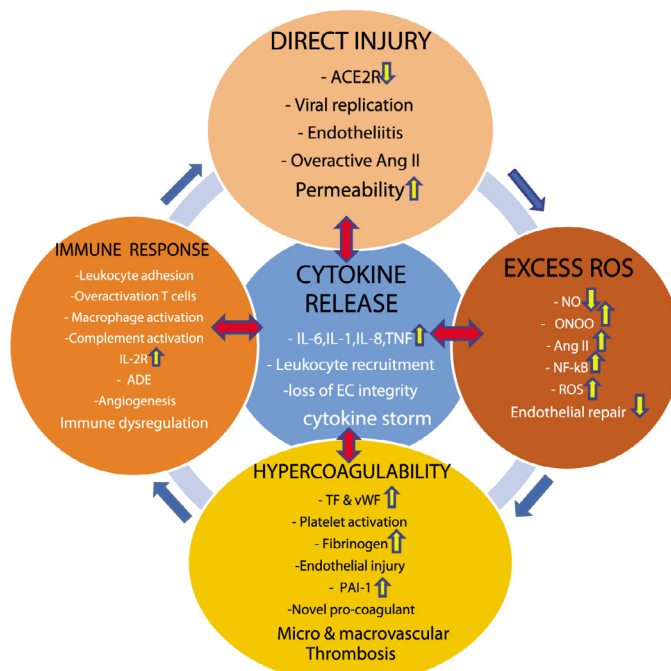 DIRECT INJURY
- ACE2R
- Viral replication
- Endotheliitis
- Overactive Ang II
Permeability
IMMUNE RESPONSE
-Leukocyte adhesion
-Overactivation T cells
- Macrophage activation
-Complement activation
IL-2R
- ADE
-Angiogenesis
Immune dysregulation
CYTOKINE
RELEASE
- IL-6,IL-1,IL-8,TNF
- Leukocyte recruitment
-loss of EC integrity
cytokine storm
EXCESS ROS
- NO
- ONOO
- Ang II
- NF-kB
- ROS
Endothelial repair
HYPERCOAGULABILITY
- TF & vWF
- Platelet activation
- Fibrinogen
-Endothelial injury
- PAI-1
-Novel pro-coagulant
Micro & macrovascular
Thrombosis